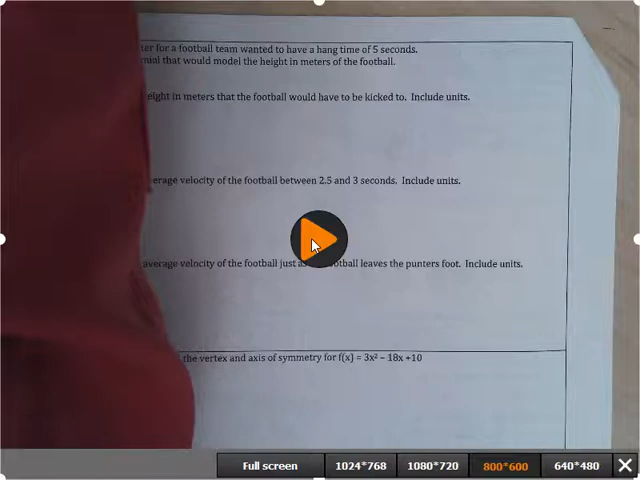 ter for a football team wanted to have a hang time of 5 seconds.
mial that would model the height in meters of the football.
eight in meters that the football would have to be kicked to. Include units.
erage velocity of the football between 2.5 and 3 seconds. Include units.
average velocity of the football just as football leaves the punters foot. Include units.
the vertex and axis of symmetry for f(x) = 3x² – 18x +10
Full screen 1024*768 1080*720 800*600 640*480